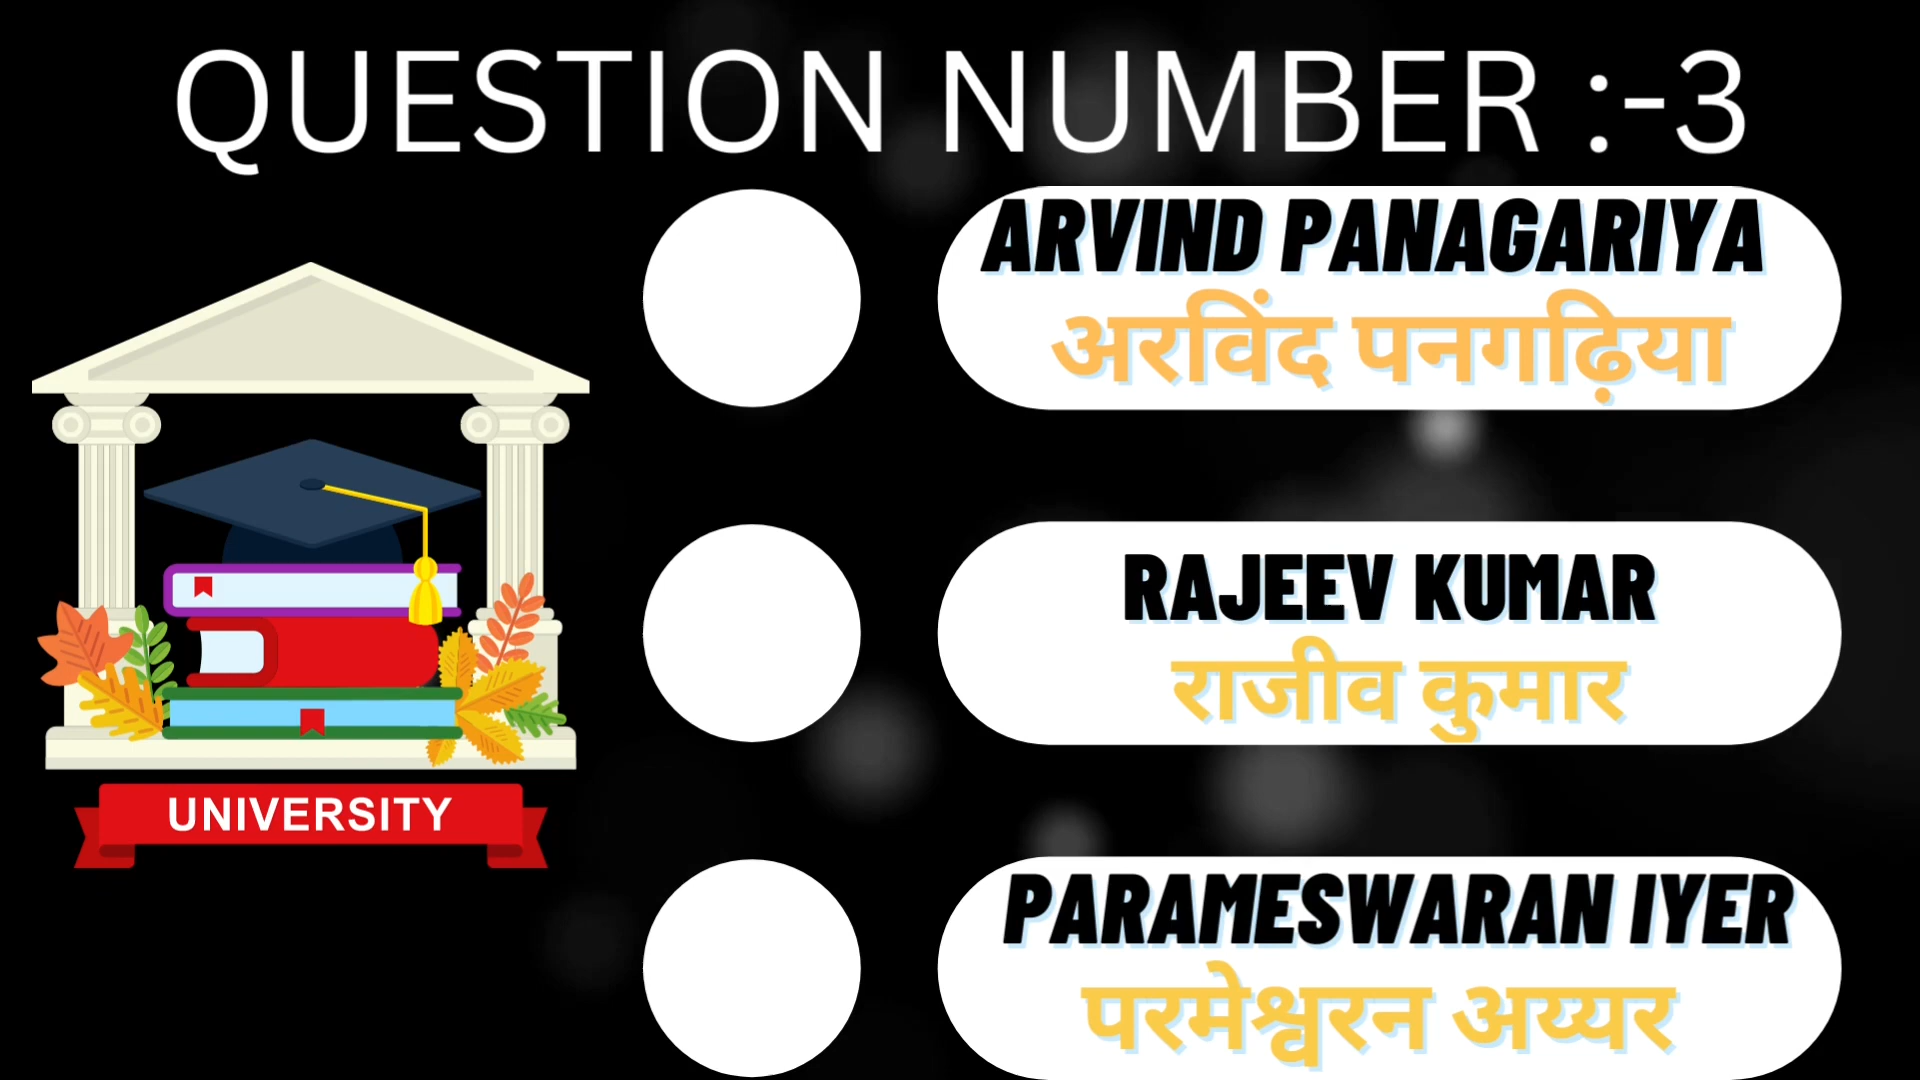 QUESTION NUMBER :-3
ARVIND PANAGARIYA
अरविंद पनगढ़िया
RAJEEV KUMAR
राजीव कुमार
PARAMESWARAN IYER
परमेश्वरन अय्यर
UNIVERSITY